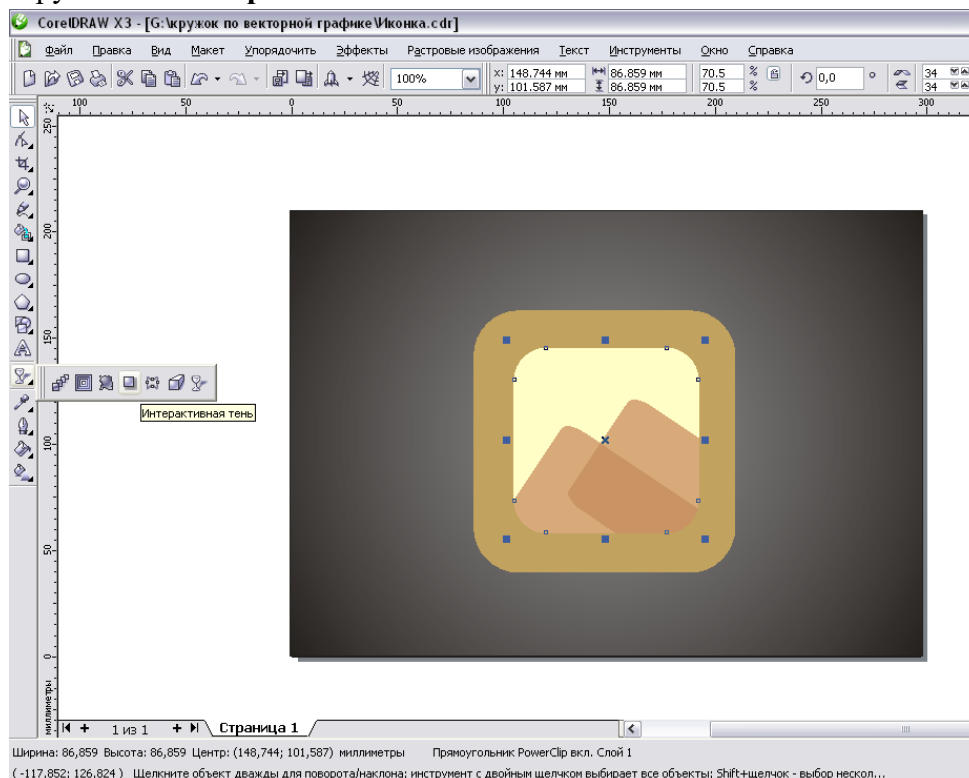 CorelDRAW X3 - [G:\кружок по векторной графике\Иконка.cdr]
Файл Правка Вид Макет Упорядочить Эффекты Растровые изображения Текст Инструменты Окно Справка
100% x: 148.744 мм 86.859 мм 70.5 % 0,0 ° 34
y: 101.587 мм 86.859 мм 70.5 % 34
100 50 0 50 100 150 200 250 300
250
200
150
Интерактивная тень
100
50
0
миллиметры
1 из 1 Страница 1
Ширина: 86,859 Высота: 86,859 Центр: (148,744; 101,587) миллиметры Прямоугольник PowerClip вкл. Слой 1
( -117,852; 126,824 ) Щелкните объект дважды для поворота/наклона; инструмент с двойным щелчком выбирает все объекты; Shift+щелчок - выбор нескол...